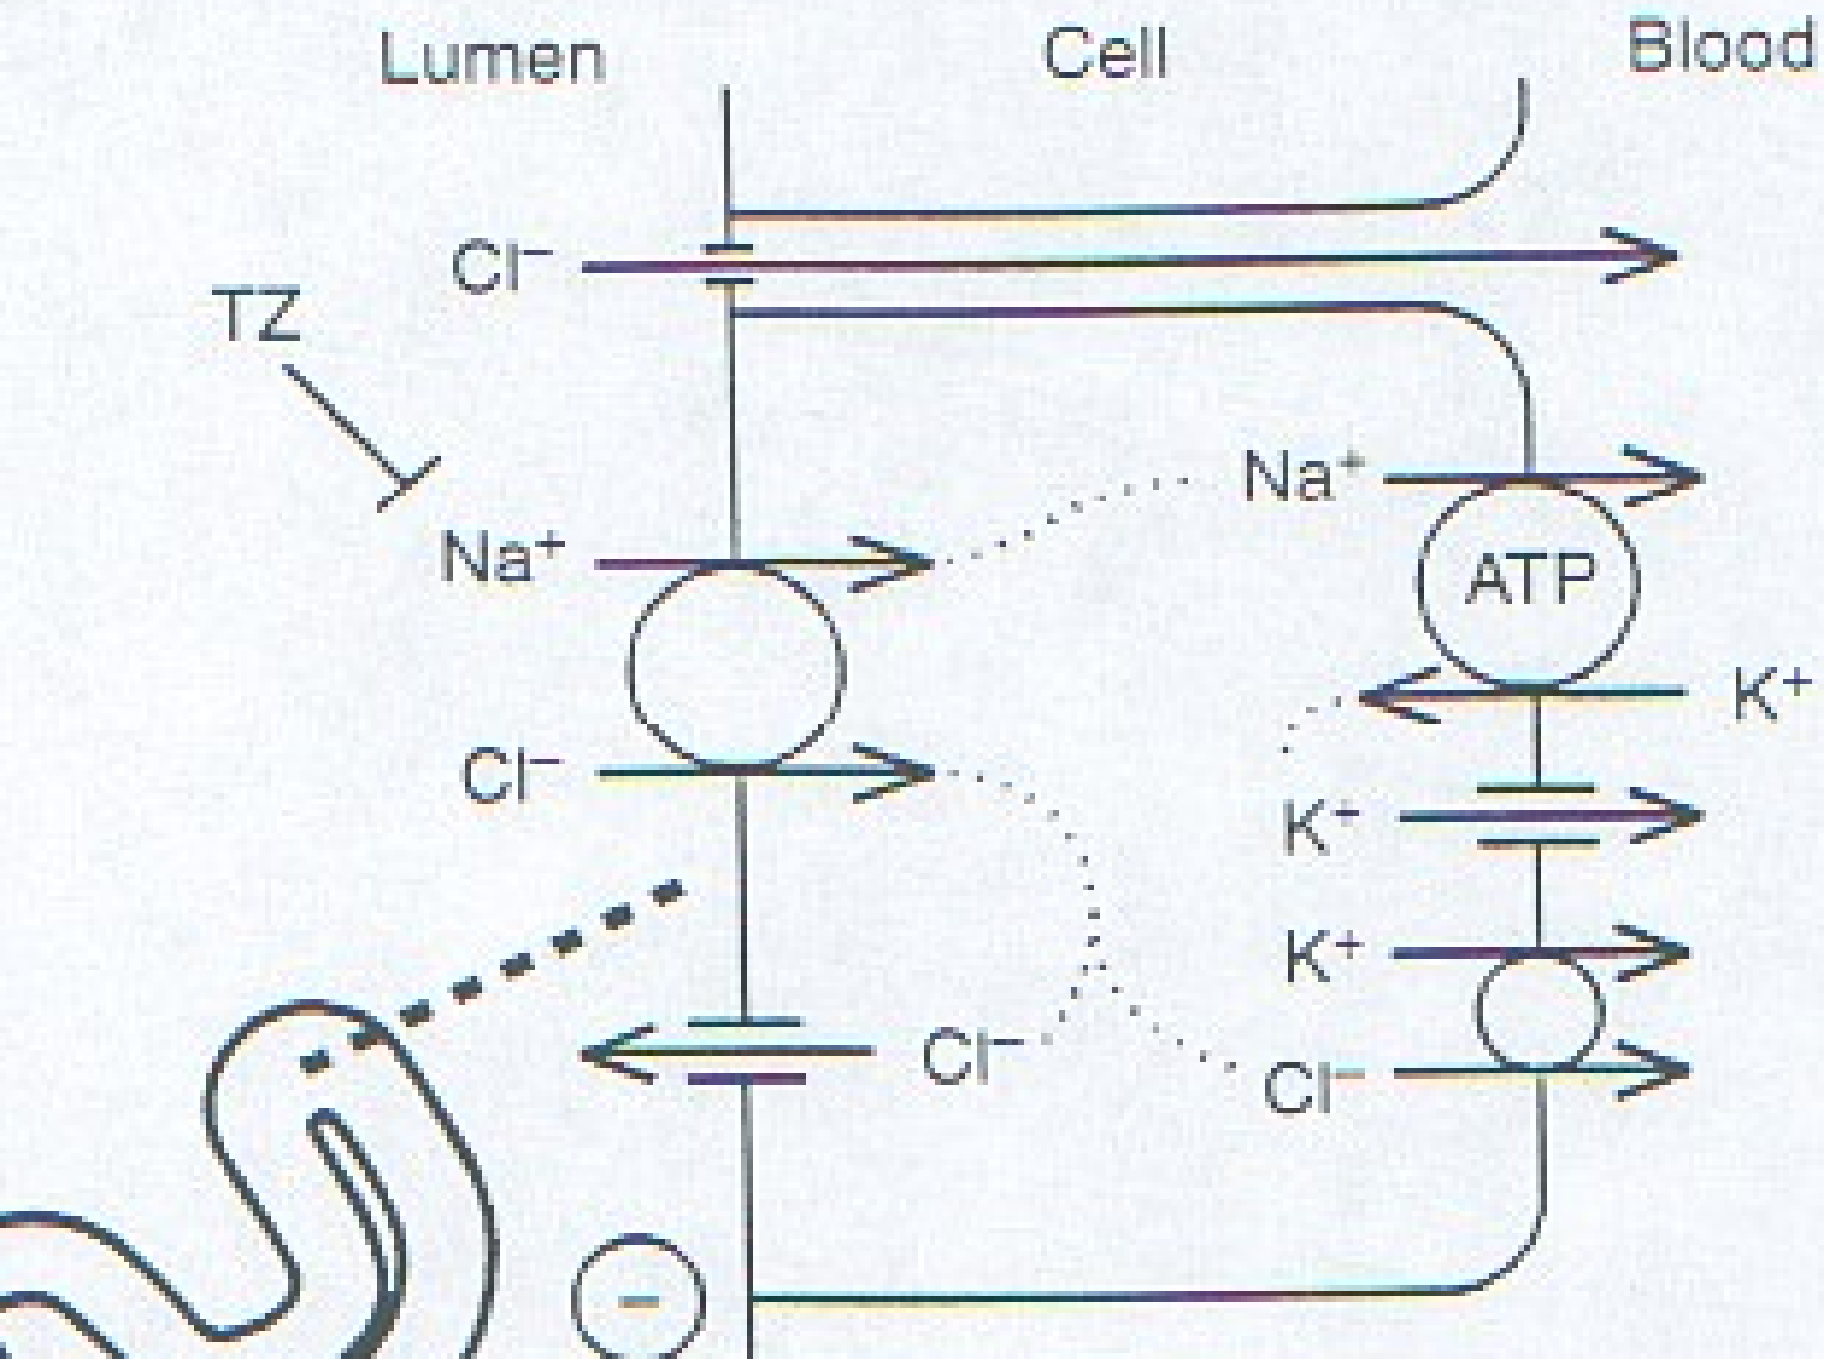 Lumen Cell Blood
Cl⁻
TZ
Na⁺
Na⁺
ATP
K⁺
Cl⁻
K⁺
K⁺
Cl⁻
Cl⁻
−